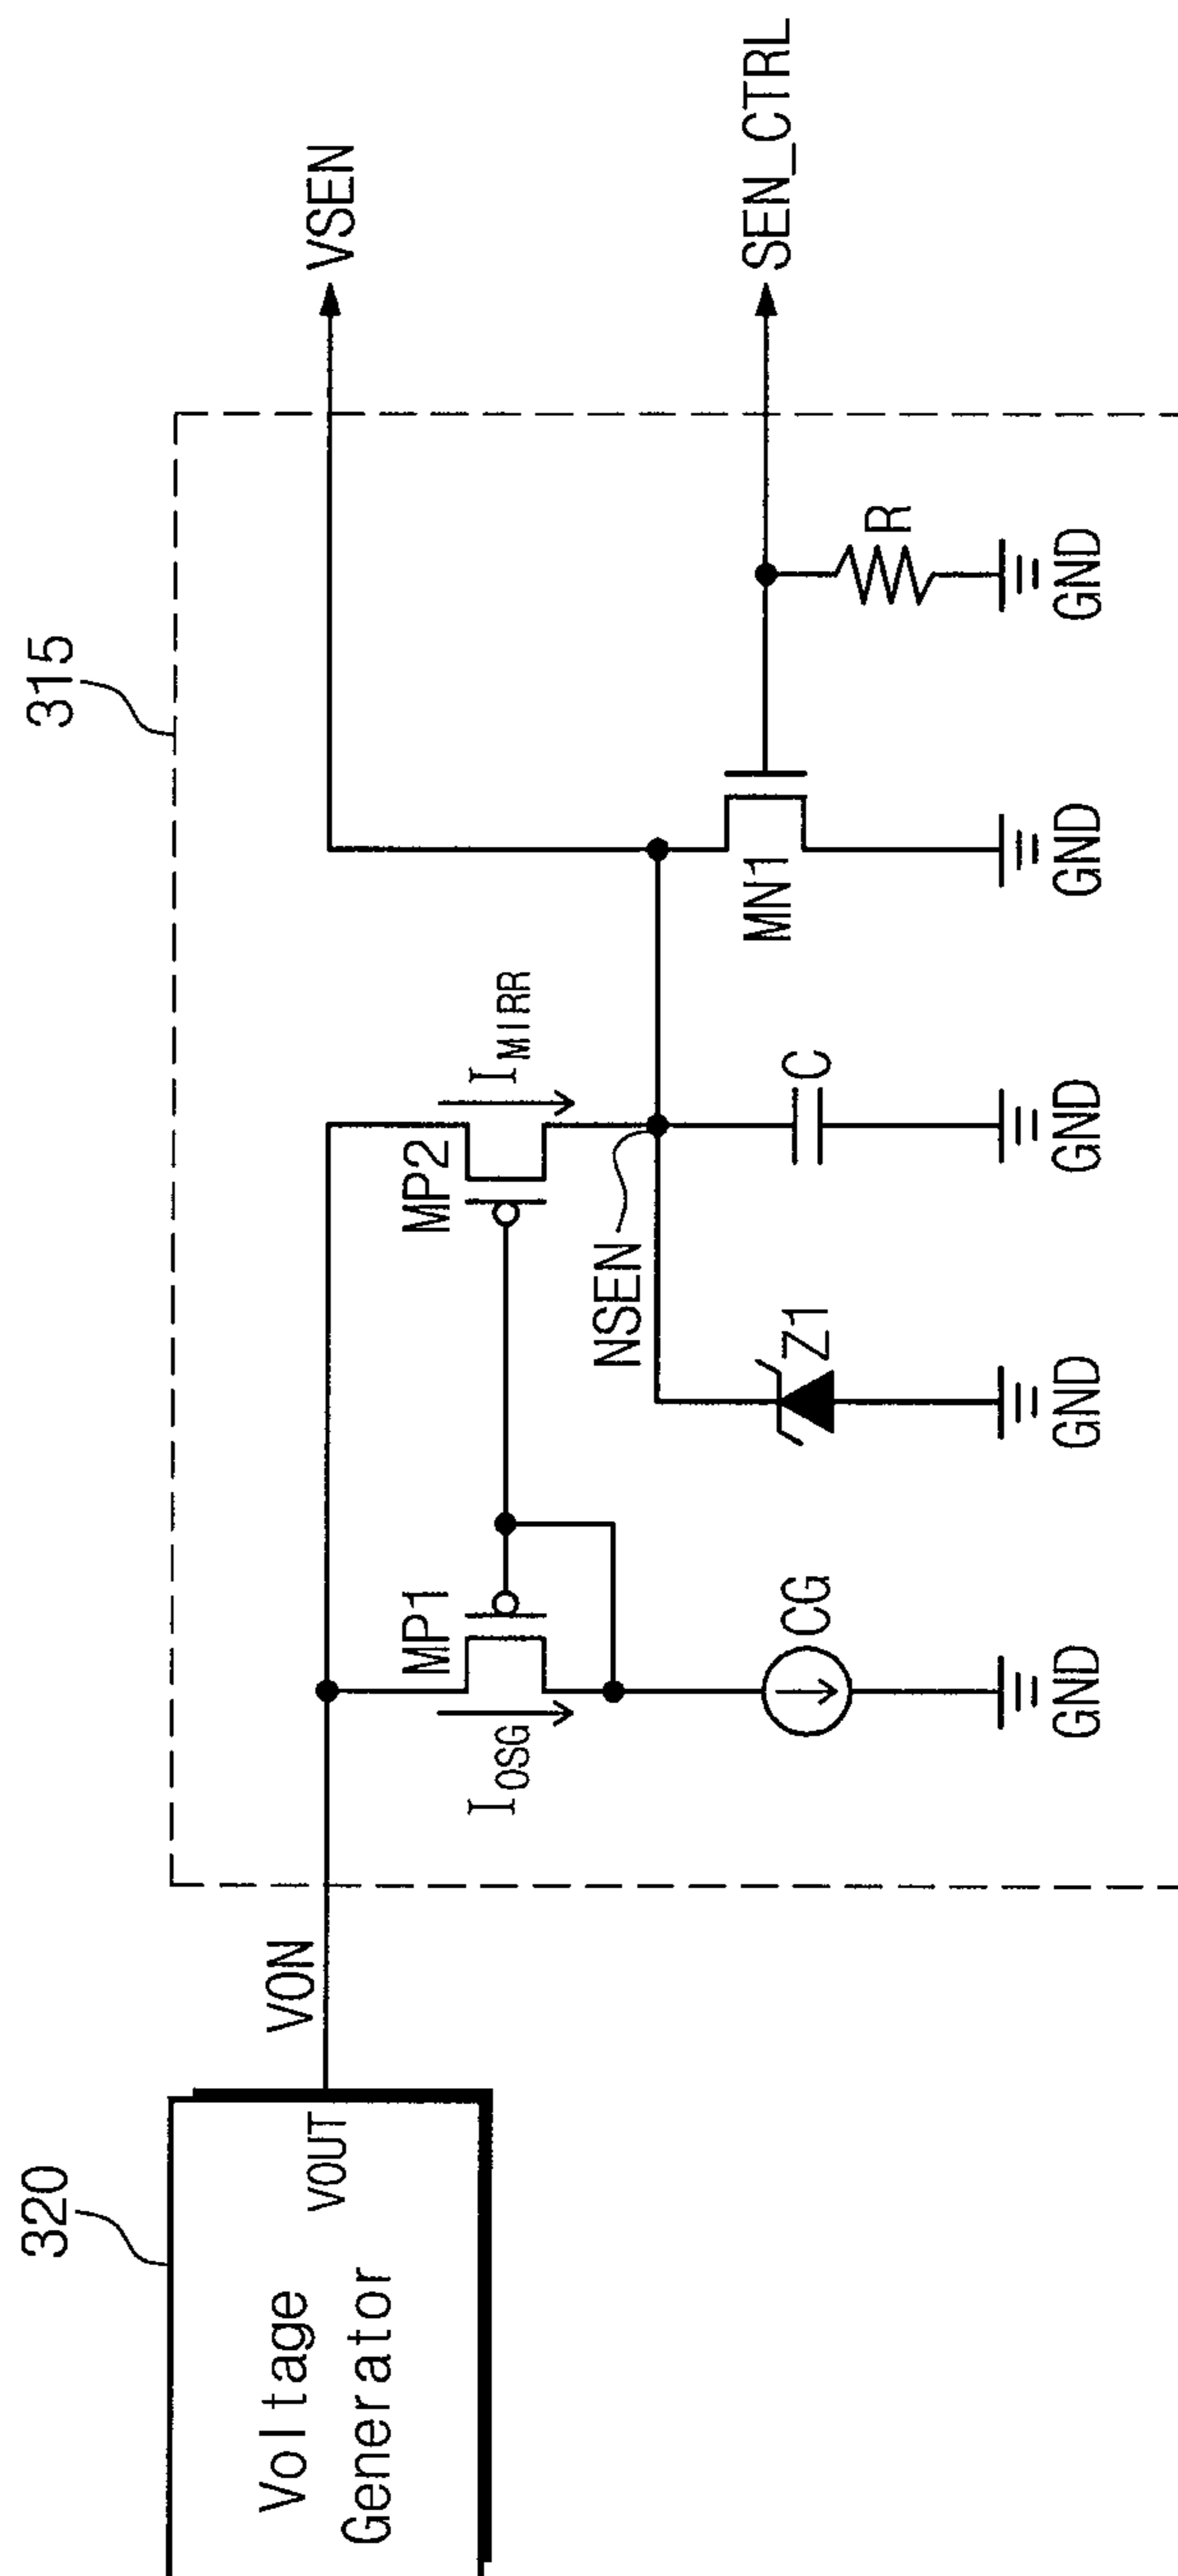 320
Voltage
Generator
VOUT
VON
315
I_OSG
MP1
CG
GND
Z1
GND
NSEN
MP2
I_MIRR
C
GND
MN1
GND
R
GND
VSEN
SEN_CTRL